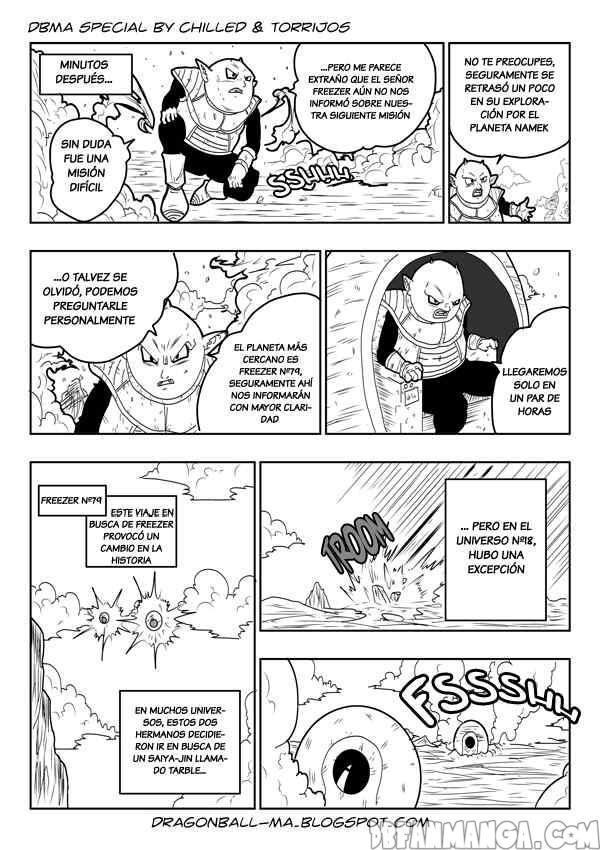 DBMA SPECIAL BY CHILLED & TORRIJOS
MINUTOS
DESPUÉS...
SIN DUDA
FUE UNA
MISIÓN
DIFÍCIL
...PERO ME PARECE
EXTRAÑO QUE EL SEÑOR
FREEZER AÚN NO NOS
INFORMÓ SOBRE NUES-
TRA SIGUIENTE MISIÓN
SSHHH
NO TE PREOCUPES,
SEGURAMENTE SE
RETRASÓ UN POCO
EN SU EXPLORA-
CIÓN POR EL
PLANETA NAMEK
...O TALVEZ SE
OLVIDÓ, PODEMOS
PREGUNTARLE
PERSONALMENTE
EL PLANETA MÁS
CERCANO ES
FREEZER Nº79,
SEGURAMENTE AHÍ
NOS INFORMARÁN
CON MAYOR CLARI-
DAD
LLEGAREMOS
SOLO EN
UN PAR DE
HORAS
FREEZER Nº79
ESTE VIAJE EN
BUSCA DE FREEZER
PROVOCÓ UN
CAMBIO EN LA
HISTORIA
EN MUCHOS UNIVER-
SOS, ESTOS DOS
HERMANOS DECIDIE-
RON IR EN BUSCA DE
UN SAIYA-JIN LLAMA-
DO TARBLE...
TROOM
... PERO EN EL
UNIVERSO Nº18,
HUBO UNA
EXCEPCIÓN
FSSSSHH
DRAGONBALL-MA.BLOGSPOT.COM
DBFANMANGA.COM